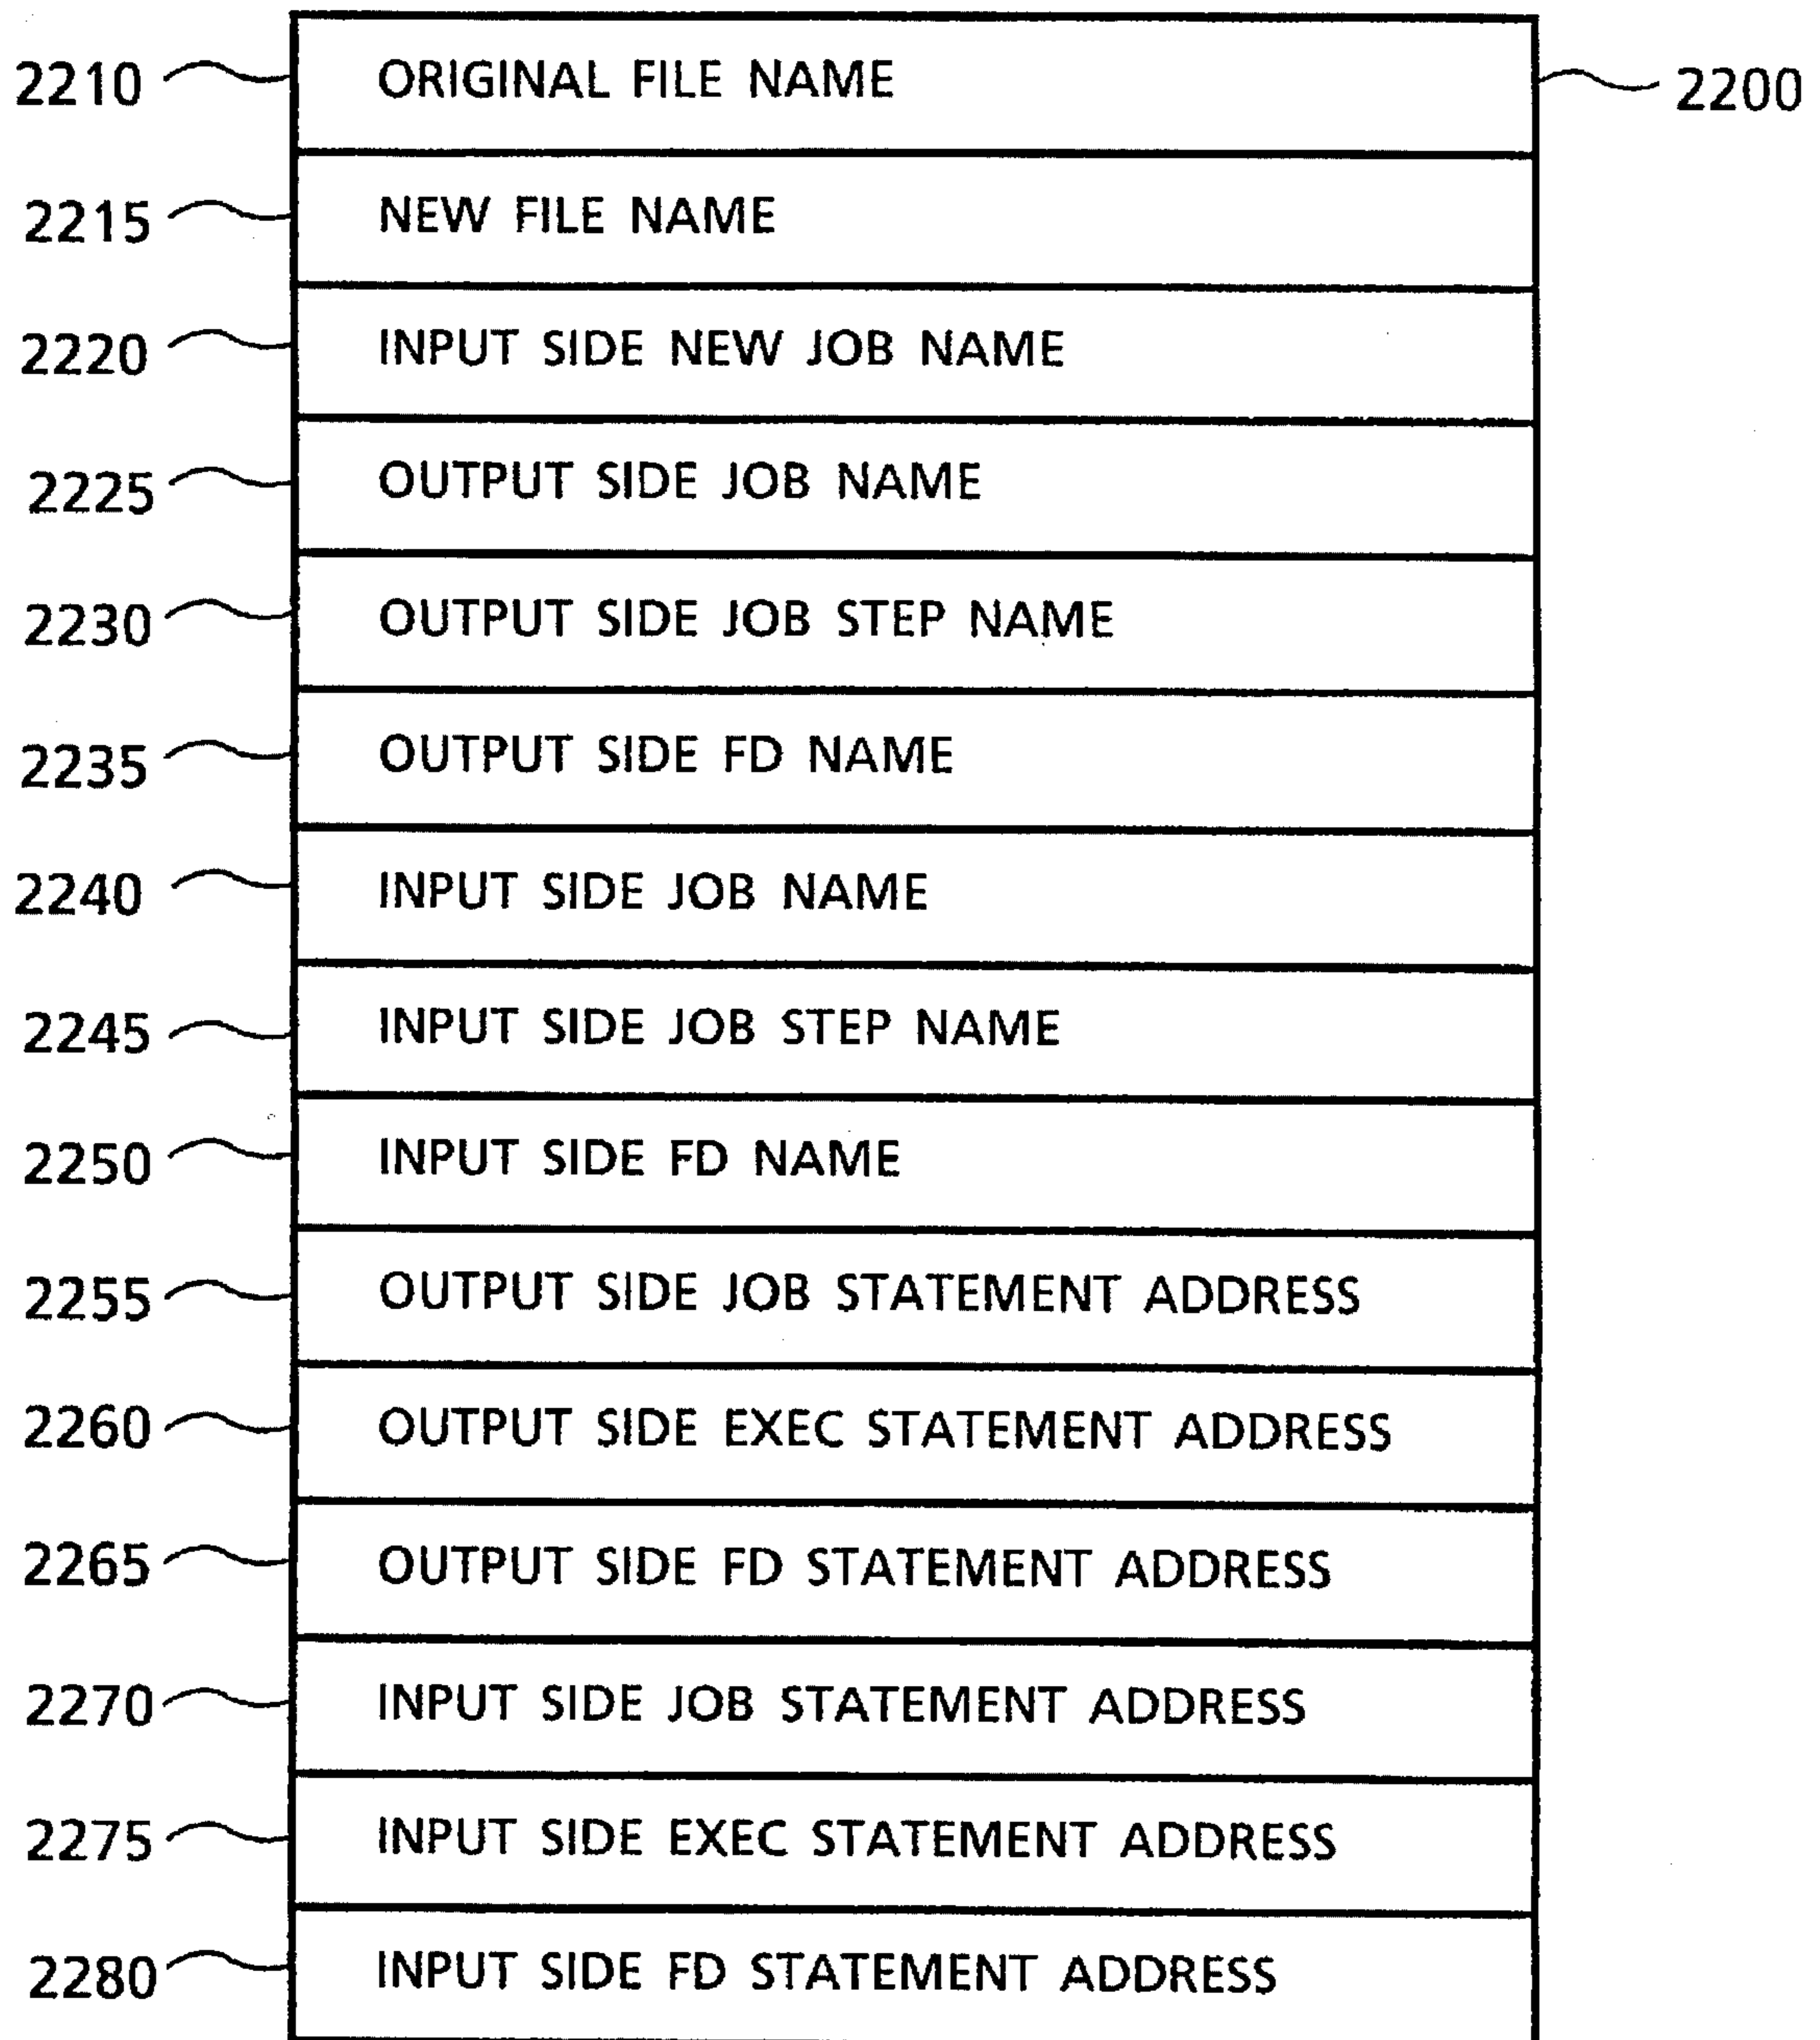 2210 ORIGINAL FILE NAME 2200
2215 NEW FILE NAME
2220 INPUT SIDE NEW JOB NAME
2225 OUTPUT SIDE JOB NAME
2230 OUTPUT SIDE JOB STEP NAME
2235 OUTPUT SIDE FD NAME
2240 INPUT SIDE JOB NAME
2245 INPUT SIDE JOB STEP NAME
2250 INPUT SIDE FD NAME
2255 OUTPUT SIDE JOB STATEMENT ADDRESS
2260 OUTPUT SIDE EXEC STATEMENT ADDRESS
2265 OUTPUT SIDE FD STATEMENT ADDRESS
2270 INPUT SIDE JOB STATEMENT ADDRESS
2275 INPUT SIDE EXEC STATEMENT ADDRESS
2280 INPUT SIDE FD STATEMENT ADDRESS